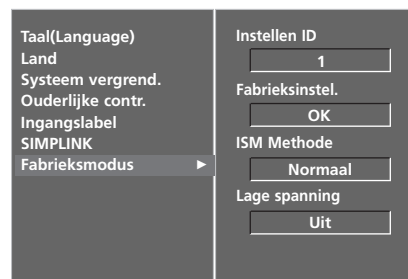 Taal(Language)
Land
Systeem vergrend.
Ouderlijke contr.
Ingangslabel
SIMPLINK
Fabrieksmodus ►
Instellen ID
1
Fabrieksinstel.
OK
ISM Methode
Normaal
Lage spanning
Uit